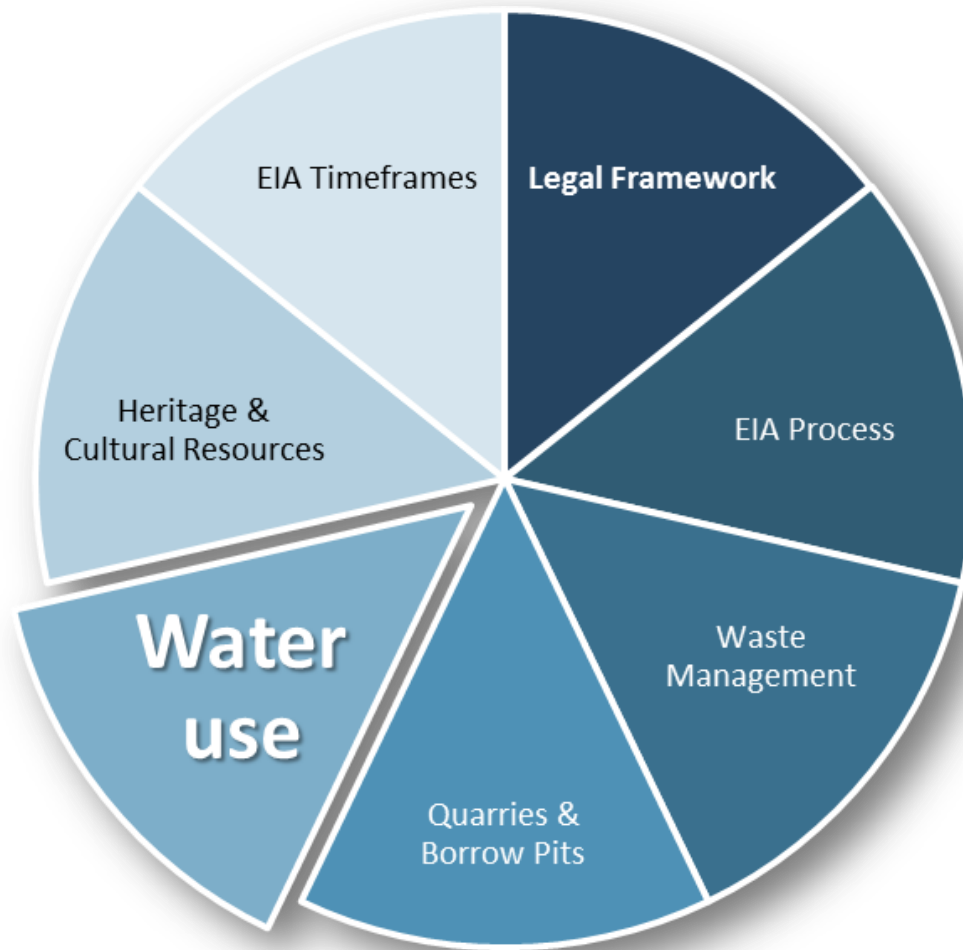 EIA Timeframes
Legal Framework
Heritage &
Cultural Resources
EIA Process
Water
use
Waste
Management
Quarries &
Borrow Pits